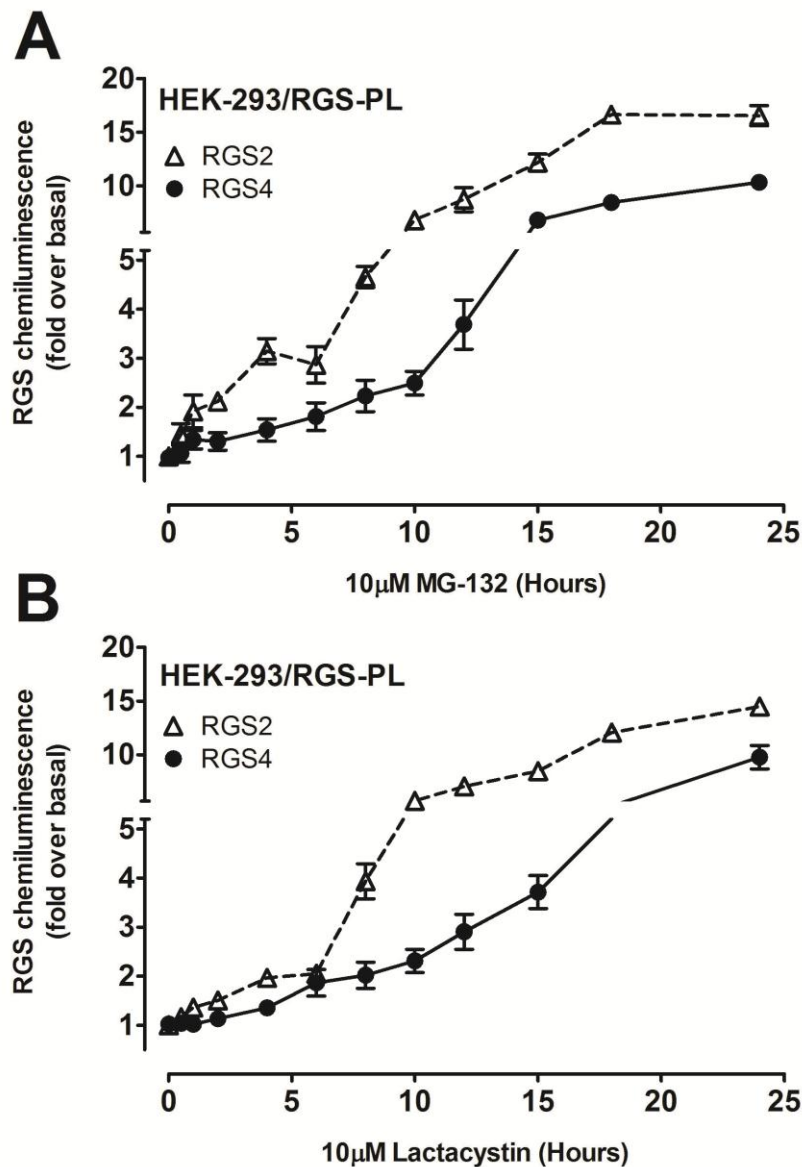 A
HEK-293/RGS-PL
RGS2
RGS4
RGS chemiluminescence
(fold over basal)
20
15
10
5
4
3
2
1
0 5 10 15 20 25
10μM MG-132 (Hours)
B
HEK-293/RGS-PL
RGS2
RGS4
RGS chemiluminescence
(fold over basal)
20
15
10
5
4
3
2
1
0 5 10 15 20 25
10μM Lactacystin (Hours)